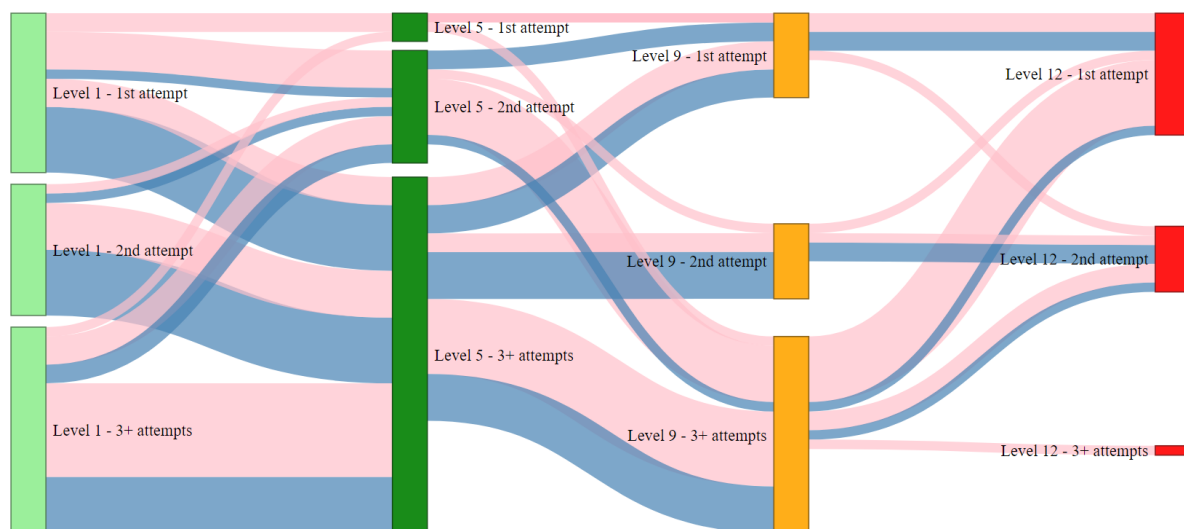 Level 1 - 1st attempt
Level 1 - 2nd attempt
Level 1 - 3+ attempts
Level 5 - 1st attempt
Level 5 - 2nd attempt
Level 5 - 3+ attempts
Level 9 - 1st attempt
Level 9 - 2nd attempt
Level 9 - 3+ attempts
Level 12 - 1st attempt
Level 12 - 2nd attempt
Level 12 - 3+ attempts